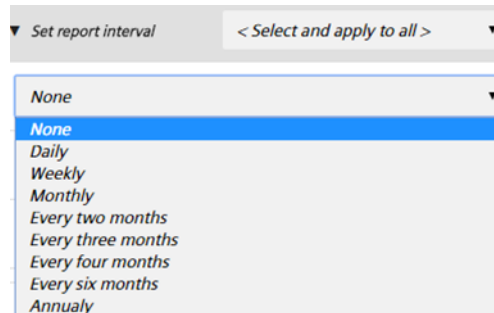 Set report interval
< Select and apply to all >
None
None
Daily
Weekly
Monthly
Every two months
Every three months
Every four months
Every six months
Annualy